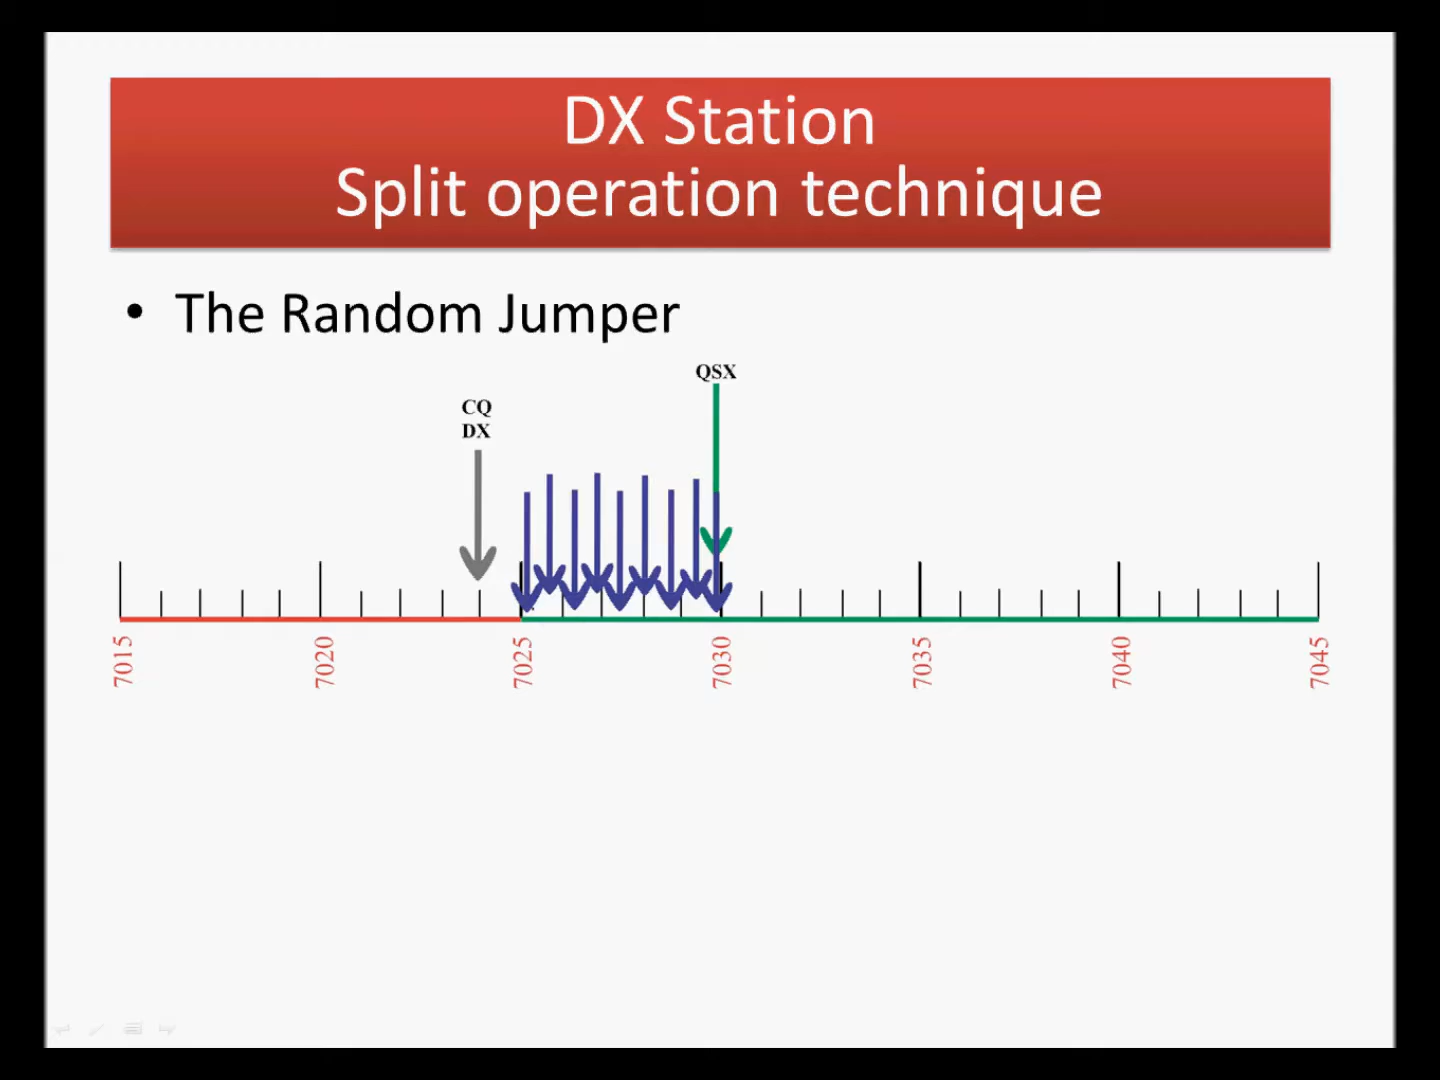 DX Station
Split operation technique
• The Random Jumper
QSX
CQ
DX
7015
7020
7025
7030
7035
7040
7045